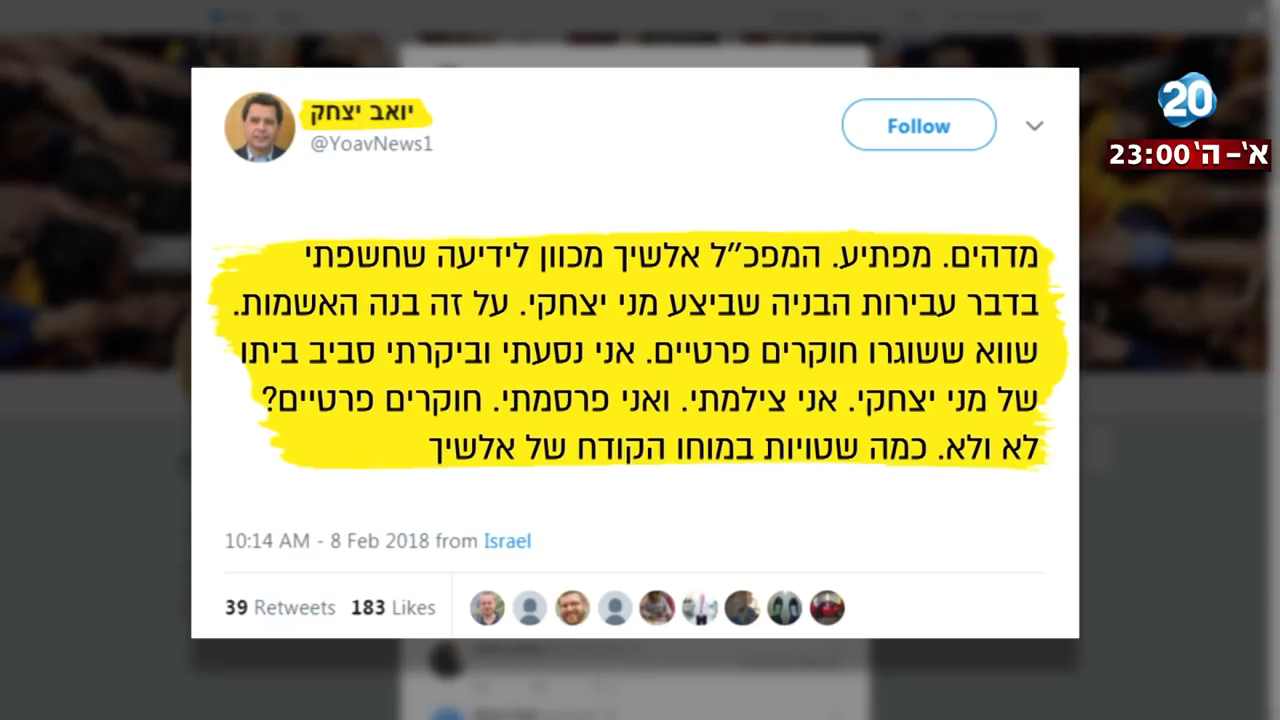 יואב יצחק
@YoavNews1
Follow
20
א'-ה' 23:00
מדהים. מפתיע. המפכ״ל אלשיך מכוון לידיעה שחשפתי
בדבר עבירות הבניה שביצע מני יצחקי. על זה בנה האשמות.
שווא ששוגרו חוקרים פרטיים. אני נסעתי וביקרתי סביב ביתו
של מני יצחקי. אני צילמתי. ואני פרסמתי. חוקרים פרטיים?
לא ולא. כמה שטויות במוחו הקודח של אלשיך
10:14 AM - 8 Feb 2018 from Israel
39 Retweets 183 Likes